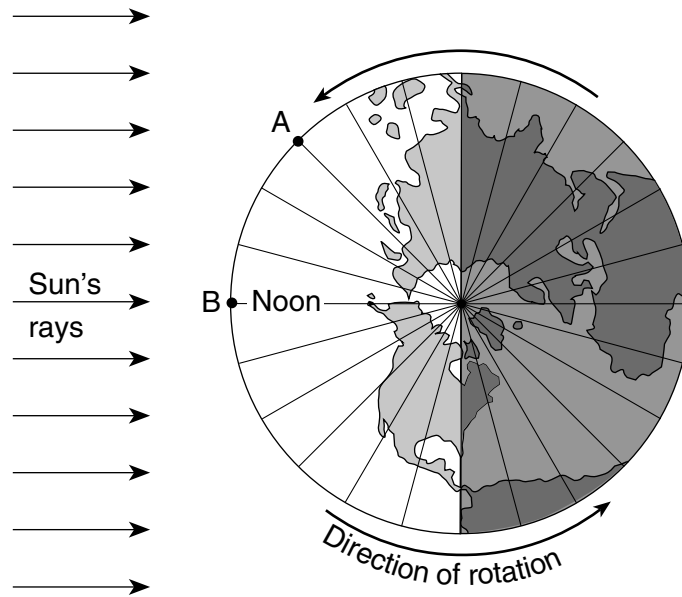 A
B
Noon
Sun's
rays
Direction of rotation